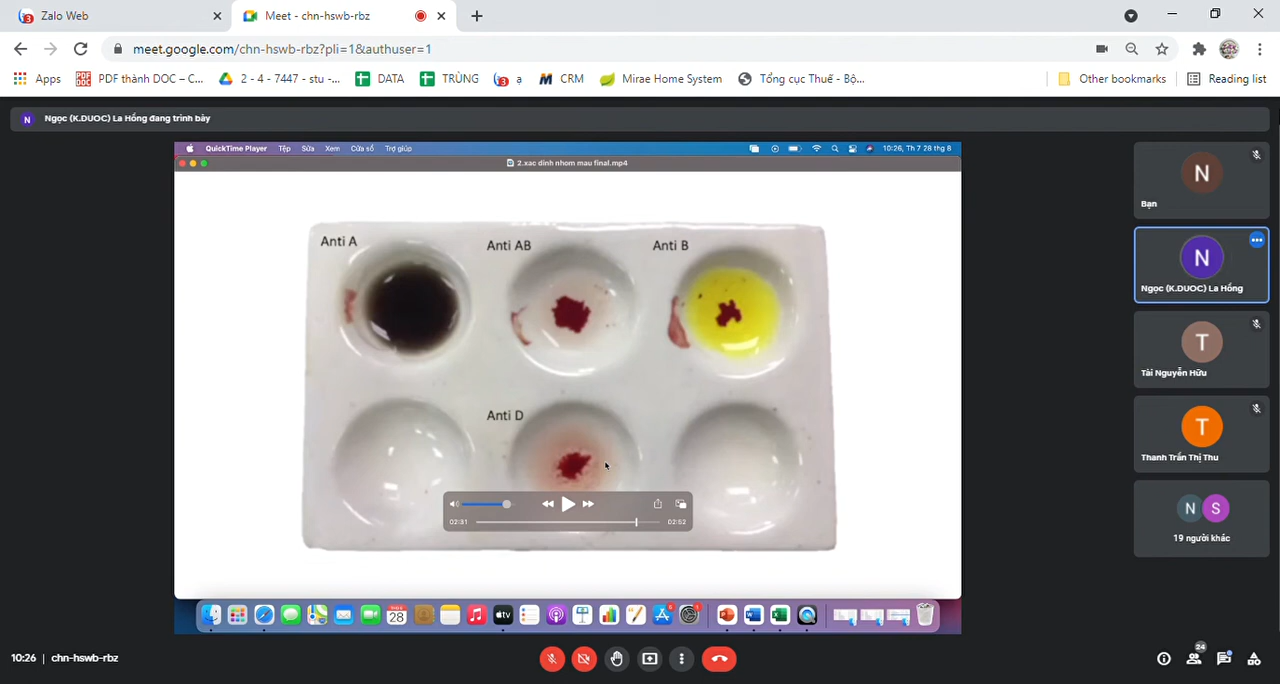 Zalo Web
Meet - chn-hswb-rbz
meet.google.com/chn-hswb-rbz?pli=1&authuser=1
Apps
PDF thành DOC – C...
2 - 4 - 7447 - stu -...
DATA
TRÙNG
ạ
CRM
Mirae Home System
Tổng cục Thuế - Bộ...
Other bookmarks
Reading list
N
Ngọc (K.DUOC) La Hồng đang trình bày
QuickTime Player Tệp Sửa Xem Cửa sổ Trợ giúp
10:26, Th 7 28 thg 8
2.xac dinh nhom mau final.mp4
Anti A
Anti AB
Anti B
Anti D
02:31
02:52
28
tv
N
Bạn
N
Ngọc (K.DUOC) La Hồng
T
Tài Nguyễn Hữu
T
Thanh Trần Thị Thu
N S
19 người khác
10:26 | chn-hswb-rbz
24